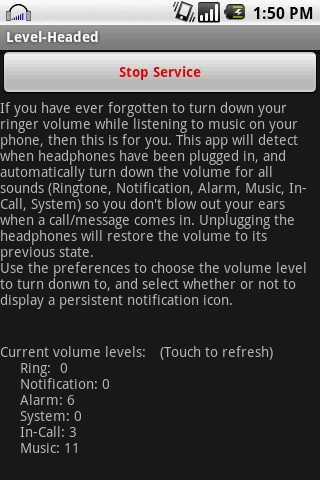 1:50 PM
Level-Headed
Stop Service
If you have ever forgotten to turn down your
ringer volume while listening to music on your
phone, then this is for you. This app will detect
when headphones have been plugged in, and
automatically turn down the volume for all
sounds (Ringtone, Notification, Alarm, Music, In-
Call, System) so you don't blow out your ears
when a call/message comes in. Unplugging the
headphones will restore the volume to its
previous state.
Use the preferences to choose the volume level
to turn donwn to, and select whether or not to
display a persistent notification icon.
Current volume levels: (Touch to refresh)
Ring: 0
Notification: 0
Alarm: 6
System: 0
In-Call: 3
Music: 11